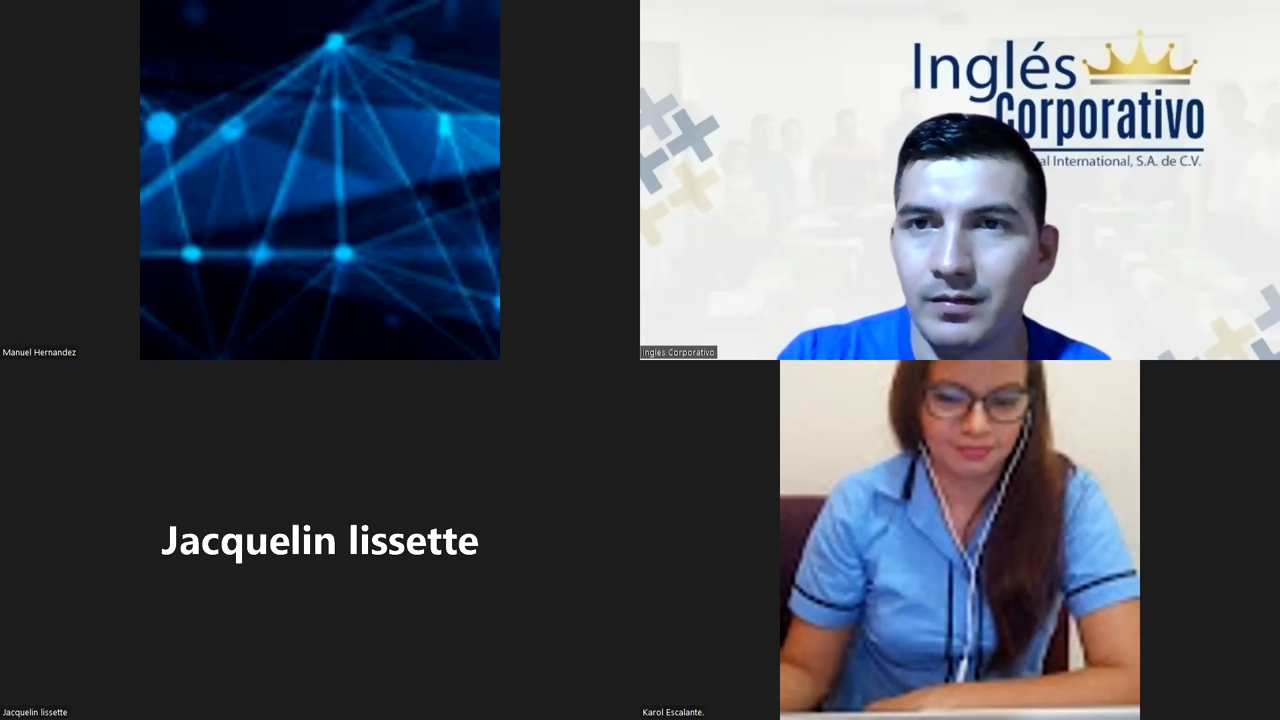 Inglés
Corporativo
al International, S.A. de C.V.
Manuel Hernandez
Ingles Corporativo
Jacquelin lissette
Jacquelin lissette
Karol Escalante.